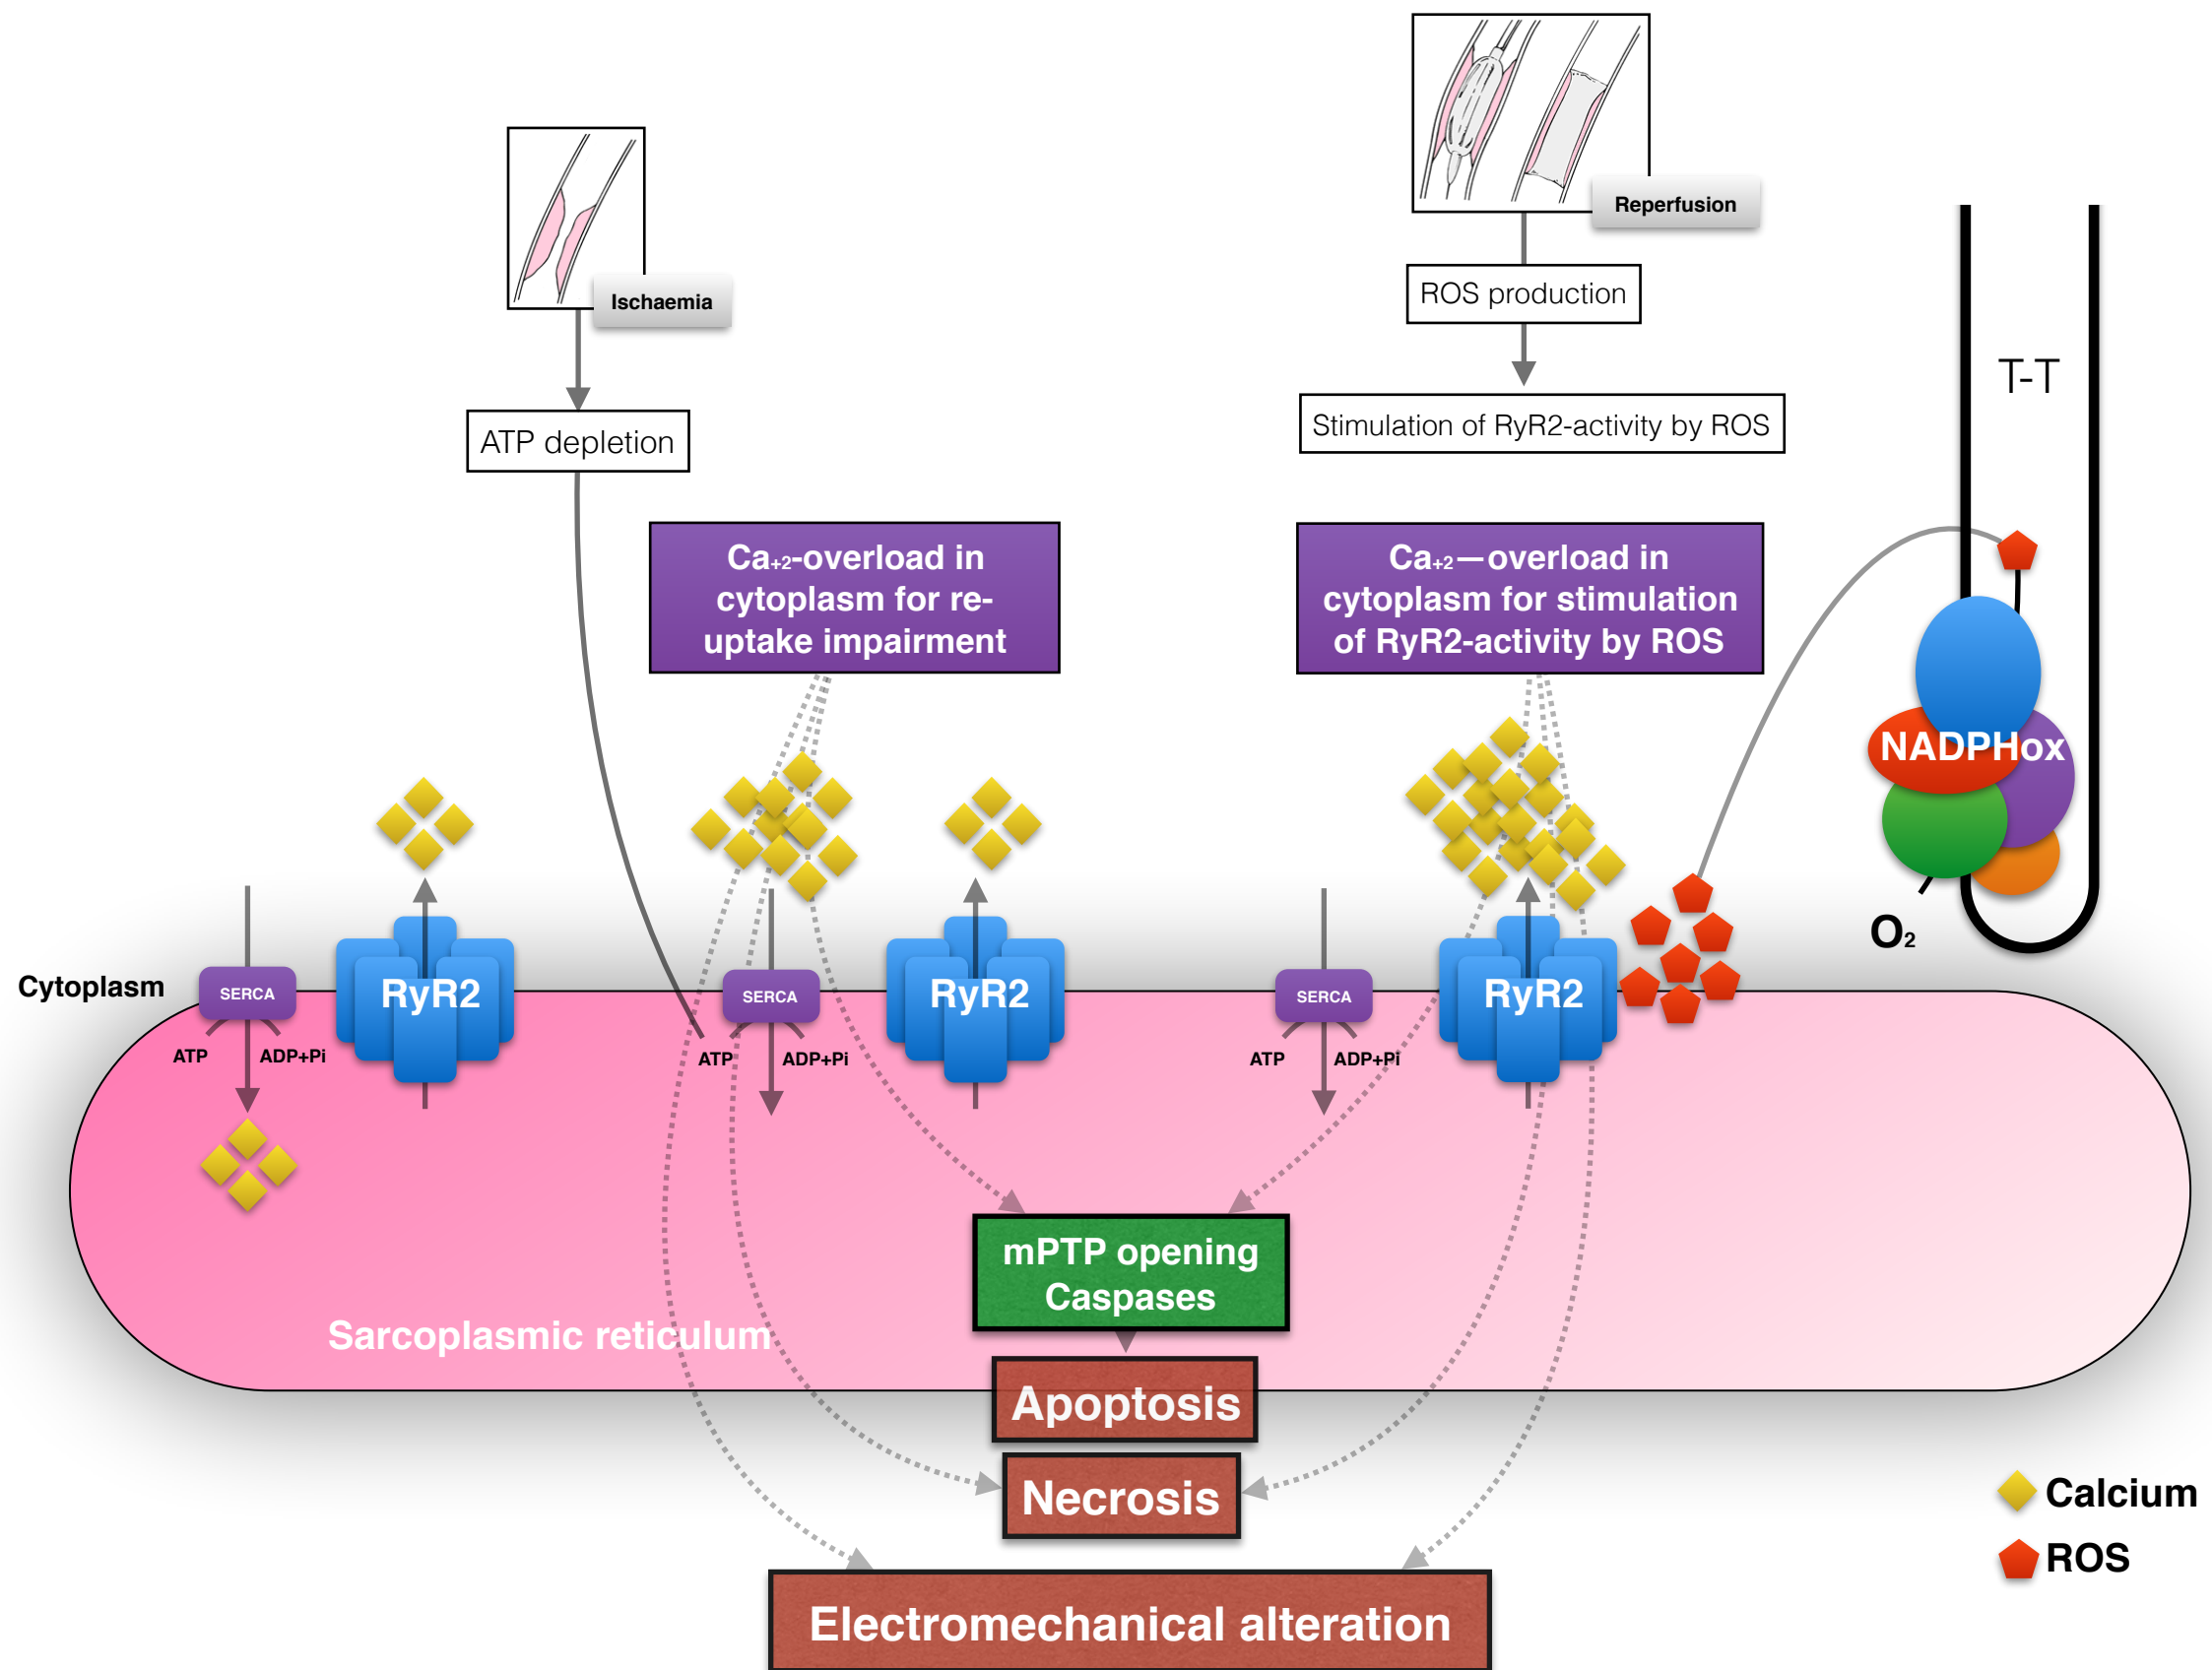 Reperfusion
Ischaemia
ROS production
T-T
Stimulation of RyR2-activity by ROS
ATP depletion
Ca+2-overload in
cytoplasm for re-
uptake impairment
Ca+2—overload in
cytoplasm for stimulation
of RyR2-activity by ROS
NADPHox
O2
Cytoplasm
SERCA
RyR2
SERCA
RyR2
SERCA
RyR2
ATP
ADP+Pi
ATP
ADP+Pi
ATP
ADP+Pi
mPTP opening
Caspases
Sarcoplasmic reticulum
Apoptosis
Necrosis
Calcium
ROS
Electromechanical alteration